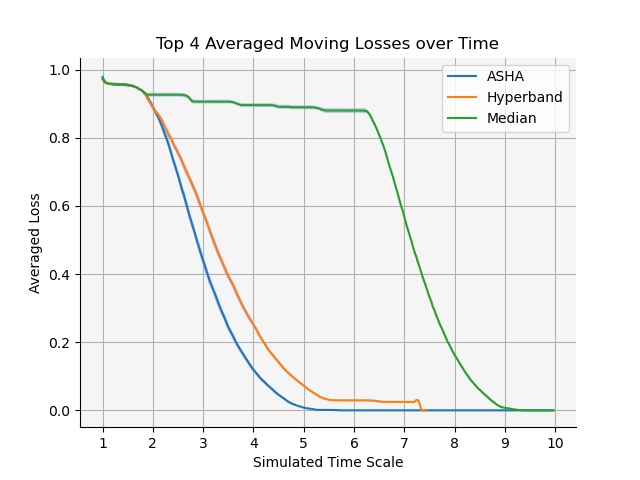 Top 4 Averaged Moving Losses over Time
ASHA
Hyperband
Median
1.0
0.8
0.6
0.4
0.2
0.0
Averaged Loss
1 2 3 4 5 6 7 8 9 10
Simulated Time Scale